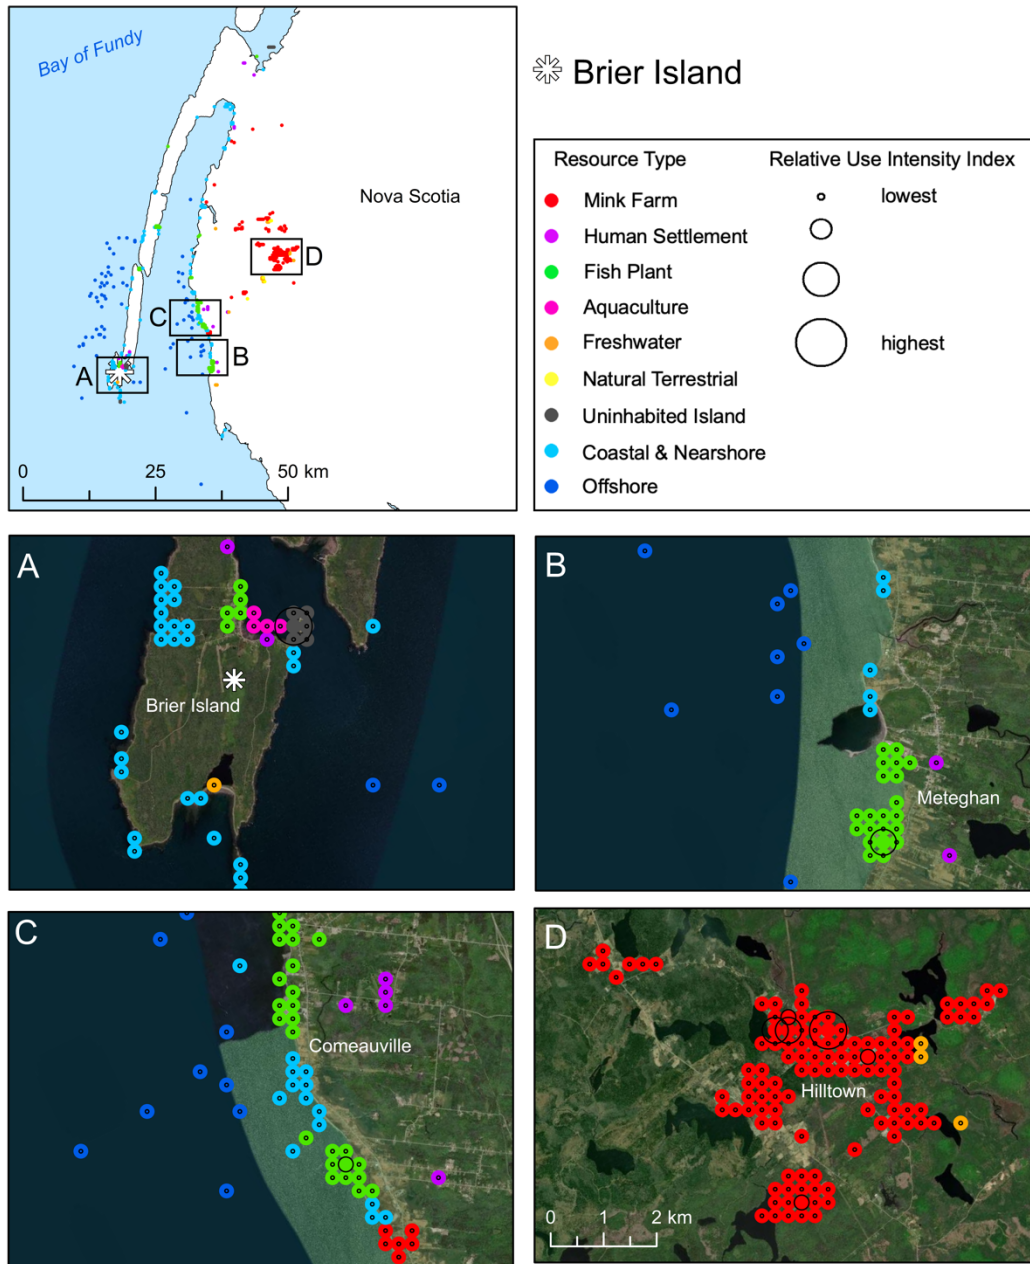 Bay of Fundy
Nova Scotia
A
B
C
D
0 25 50 km
Brier Island
Resource Type Relative Use Intensity Index
Mink Farm lowest
Human Settlement
Fish Plant
Aquaculture
Freshwater highest
Natural Terrestrial
Uninhabited Island
Coastal & Nearshore
Offshore
A
Brier Island
B
Meteghan
C
Comeauville
D
Hilltown
0 1 2 km